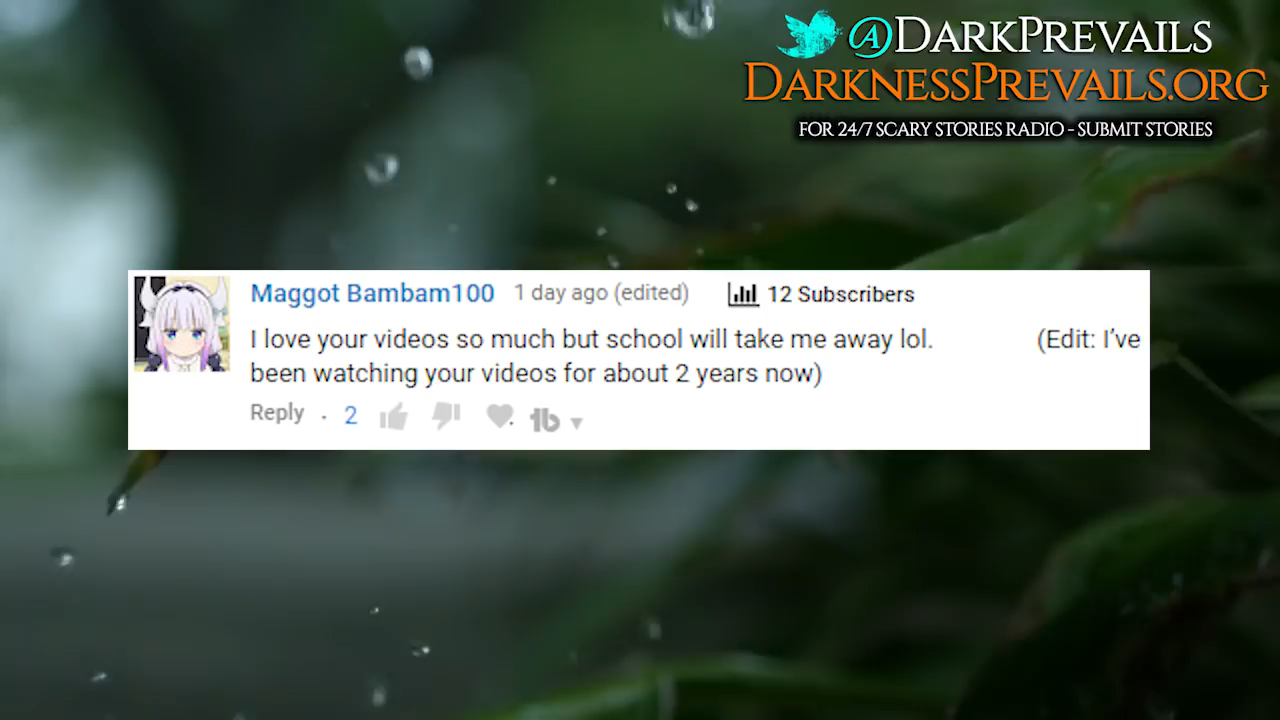 @DarkPrevails
DarknessPrevails.org
FOR 24/7 SCARY STORIES RADIO - SUBMIT STORIES
Maggot Bambam100 1 day ago (edited) 12 Subscribers
I love your videos so much but school will take me away lol. (Edit: I've
been watching your videos for about 2 years now)
Reply · 2